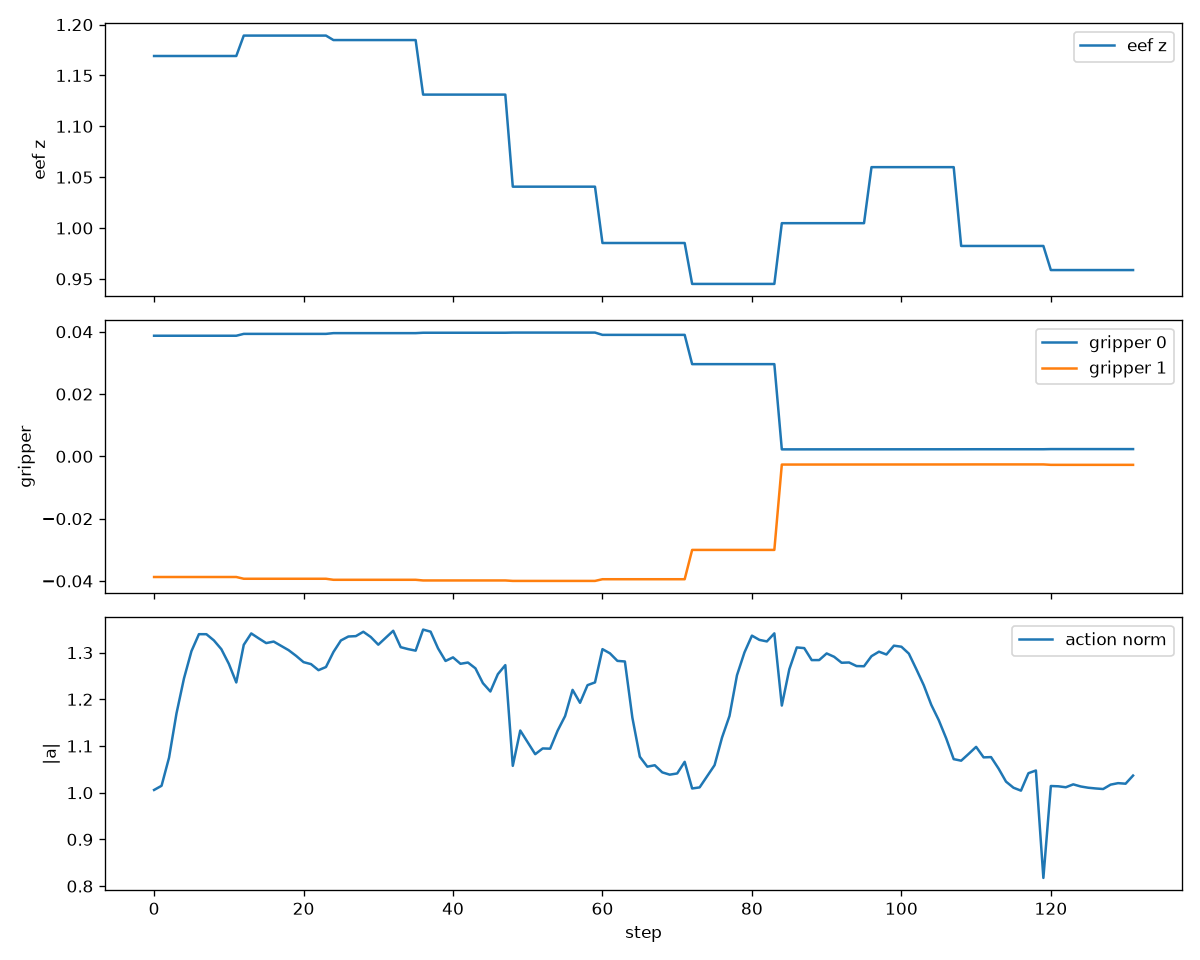 1.20
1.15
1.10
1.05
1.00
0.95
eef z
eef z
0.04
0.02
0.00
−0.02
−0.04
gripper
gripper 0
gripper 1
1.3
1.2
1.1
1.0
0.9
0.8
|a|
action norm
0 20 40 60 80 100 120
step